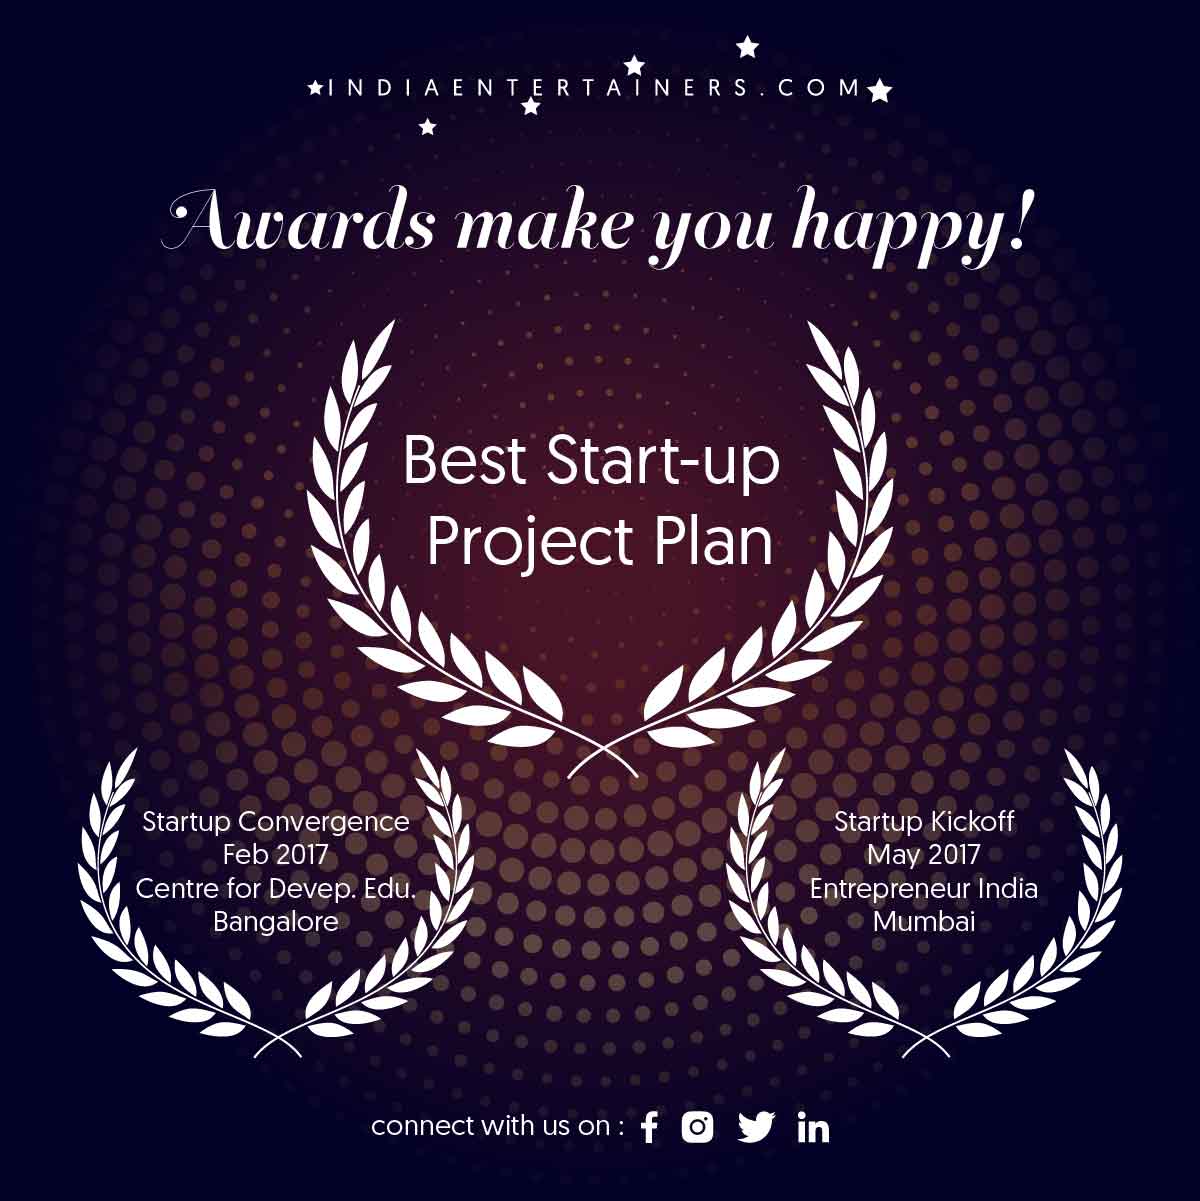 INDIAENTERTAINERS.COM
Awards make you happy!
Best Start-up
Project Plan
Startup Convergence
Feb 2017
Centre for Devep. Edu.
Bangalore
Startup Kickoff
May 2017
Entrepreneur India
Mumbai
connect with us on :